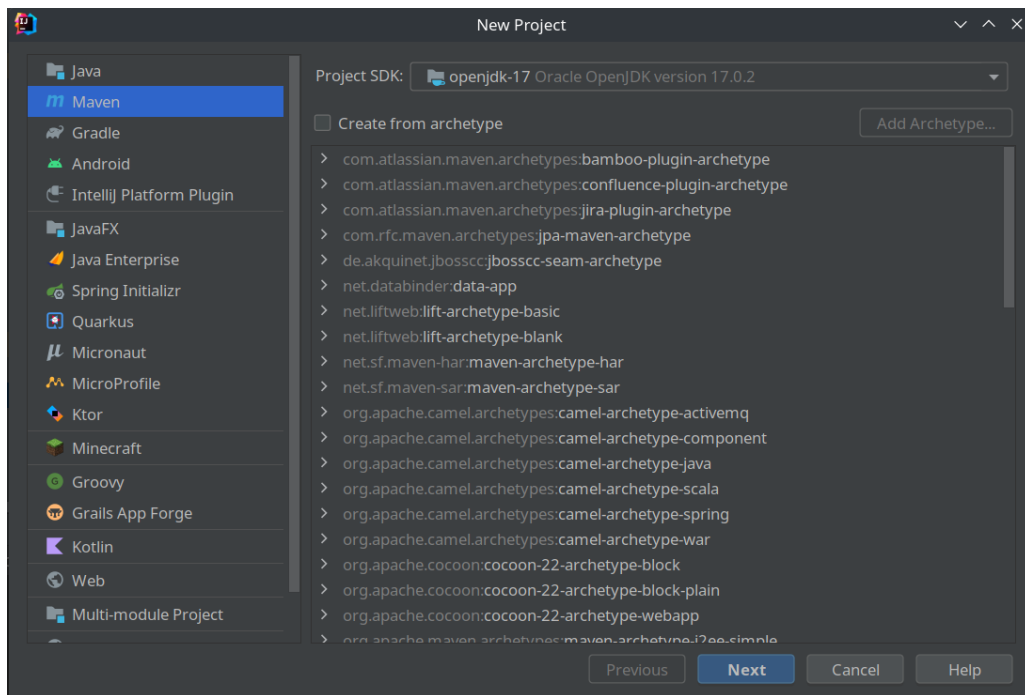 New Project
Java
Maven
Gradle
Android
IntelliJ Platform Plugin
JavaFX
Java Enterprise
Spring Initializr
Quarkus
Micronaut
MicroProfile
Ktor
Minecraft
Groovy
Grails App Forge
Kotlin
Web
Multi-module Project
Project SDK: openjdk-17 Oracle OpenJDK version 17.0.2
Create from archetype
Add Archetype...
com.atlassian.maven.archetypes:bamboo-plugin-archetype
com.atlassian.maven.archetypes:confluence-plugin-archetype
com.atlassian.maven.archetypes:jira-plugin-archetype
com.rfc.maven.archetypes:jpa-maven-archetype
de.akquinet.jbosscc:jbosscc-seam-archetype
net.databinder:data-app
net.liftweb:lift-archetype-basic
net.liftweb:lift-archetype-blank
net.sf.maven-har:maven-archetype-har
net.sf.maven-sar:maven-archetype-sar
org.apache.camel.archetypes:camel-archetype-activemq
org.apache.camel.archetypes:camel-archetype-component
org.apache.camel.archetypes:camel-archetype-java
org.apache.camel.archetypes:camel-archetype-scala
org.apache.camel.archetypes:camel-archetype-spring
org.apache.camel.archetypes:camel-archetype-war
org.apache.cocoon:cocoon-22-archetype-block
org.apache.cocoon:cocoon-22-archetype-block-plain
org.apache.cocoon:cocoon-22-archetype-webapp
org.apache.maven.archetypes:maven-archetype-j2ee-simple
Previous
Next
Cancel
Help